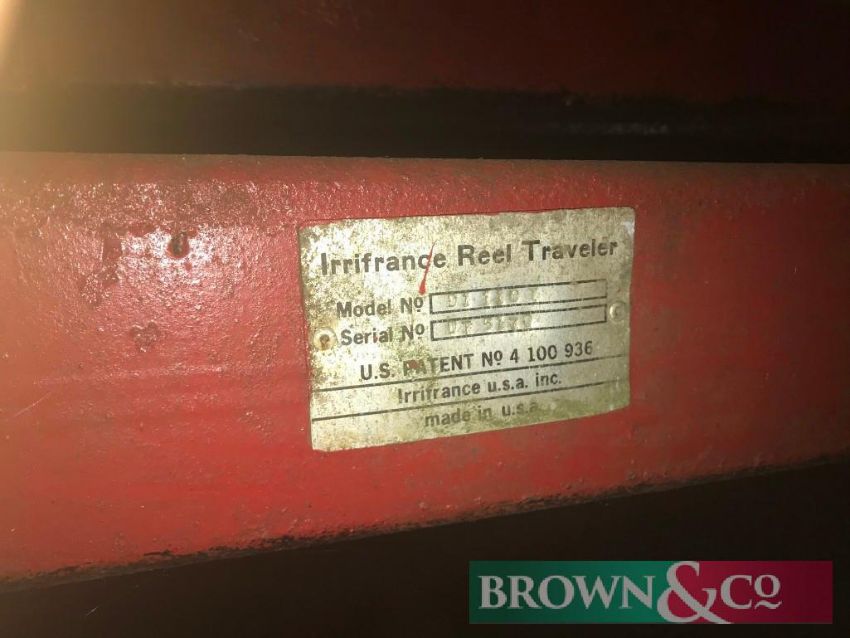 Irrifrance Reel Traveler
Model Nº
Serial Nº
U.S. PATENT Nº 4 100 936
Irrifrance u.s.a. inc.
made in u.s.a.
BROWN&CO